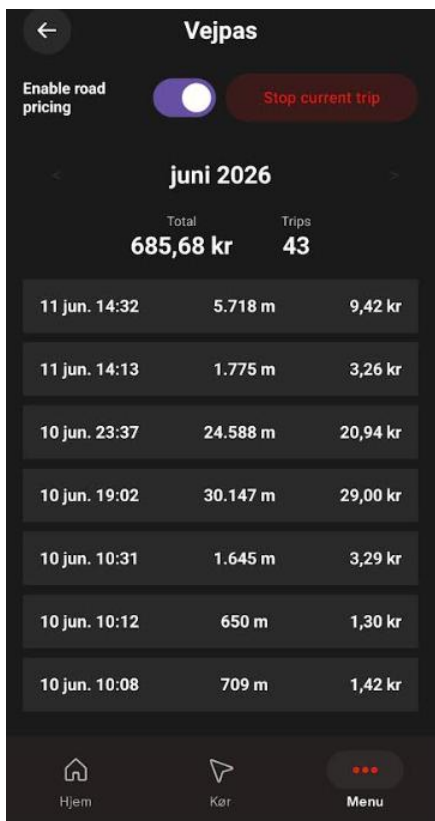 Vejpas
Enable road
pricing
Stop current trip
< juni 2026 >
Total Trips
685,68 kr 43
11 jun. 14:32 5.718 m 9,42 kr
11 jun. 14:13 1.775 m 3,26 kr
10 jun. 23:37 24.588 m 20,94 kr
10 jun. 19:02 30.147 m 29,00 kr
10 jun. 10:31 1.645 m 3,29 kr
10 jun. 10:12 650 m 1,30 kr
10 jun. 10:08 709 m 1,42 kr
Hjem Kør Menu